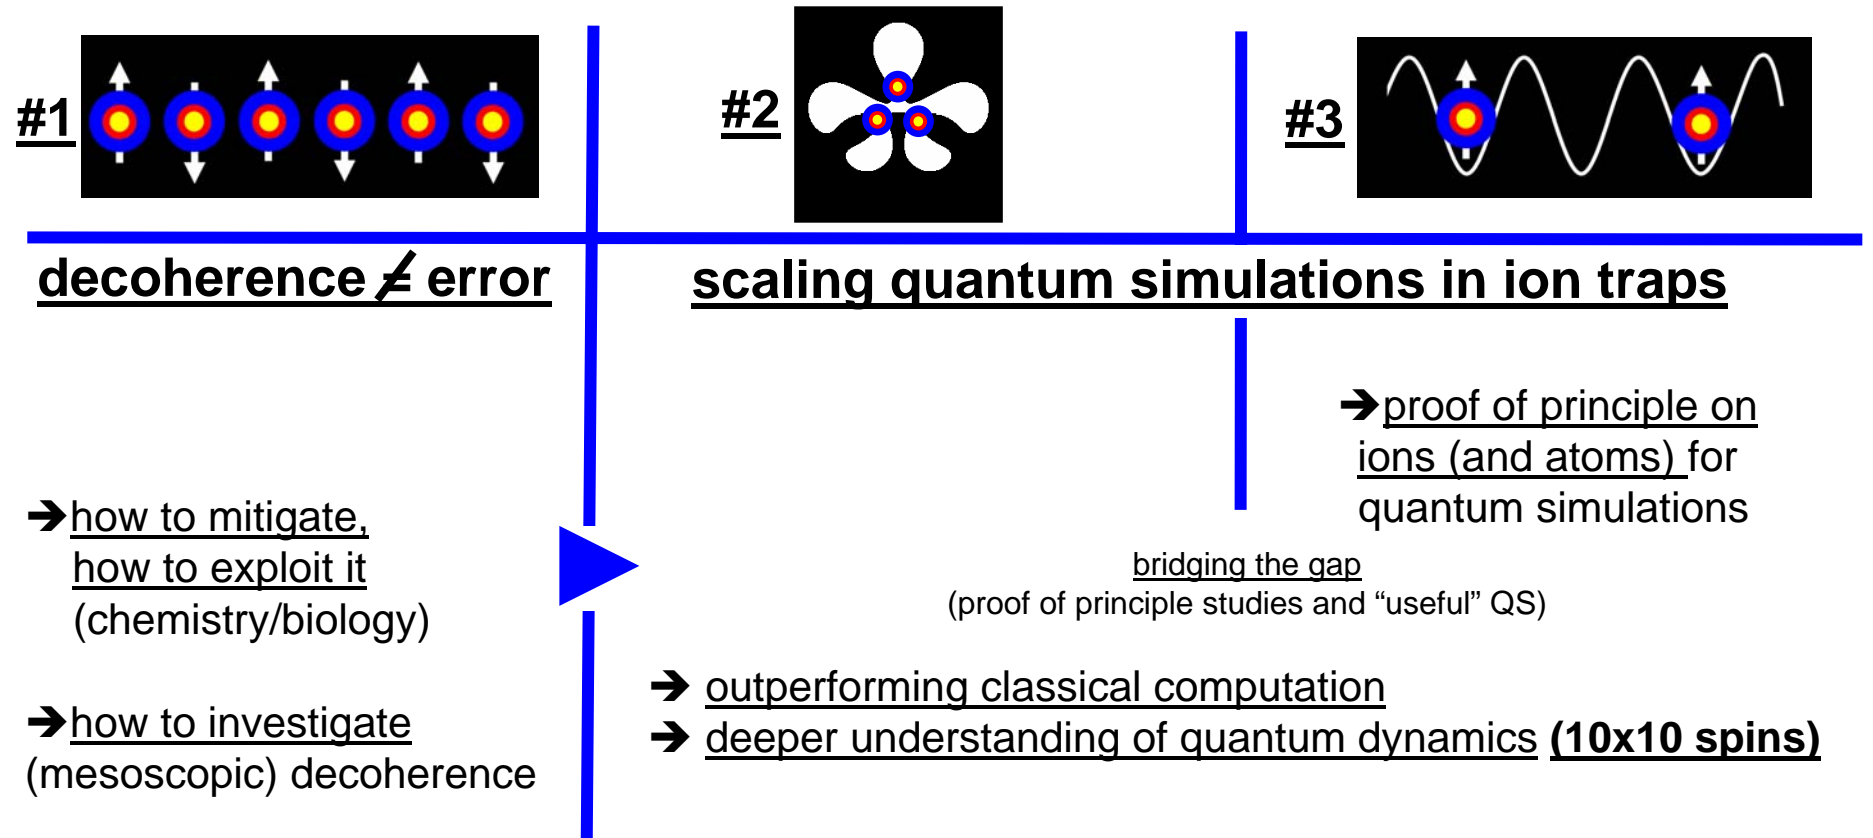 #1
#2
#3
decoherence ≠ error
scaling quantum simulations in ion traps
➔how to mitigate,
how to exploit it
(chemistry/biology)
➔how to investigate
(mesoscopic) decoherence
➔proof of principle on
ions (and atoms) for
quantum simulations
bridging the gap
(proof of principle studies and “useful” QS)
➔ outperforming classical computation
➔ deeper understanding of quantum dynamics (10x10 spins)